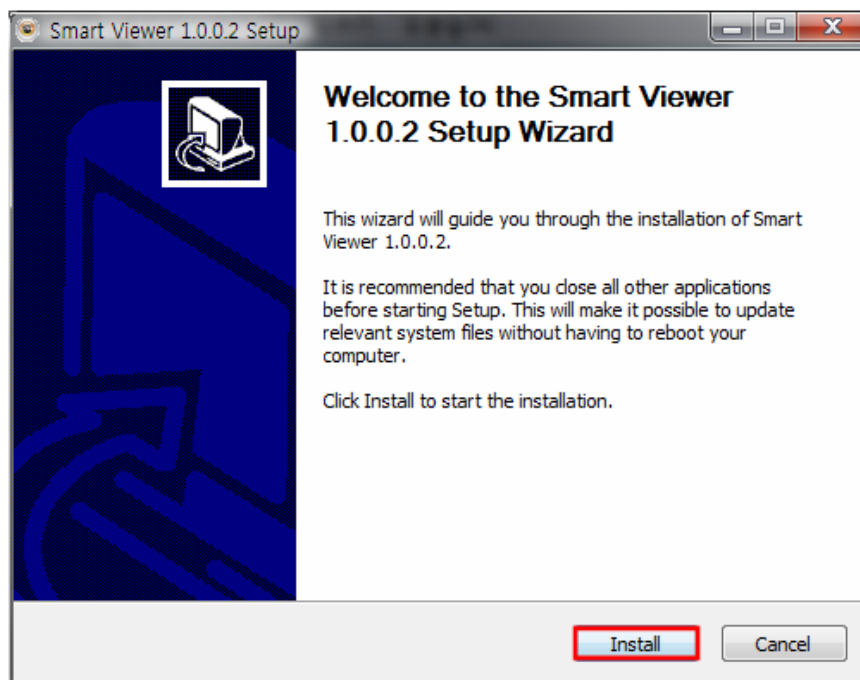 Smart Viewer 1.0.0.2 Setup
Welcome to the Smart Viewer
1.0.0.2 Setup Wizard
This wizard will guide you through the installation of Smart
Viewer 1.0.0.2.
It is recommended that you close all other applications
before starting Setup. This will make it possible to update
relevant system files without having to reboot your
computer.
Click Install to start the installation.
Install
Cancel